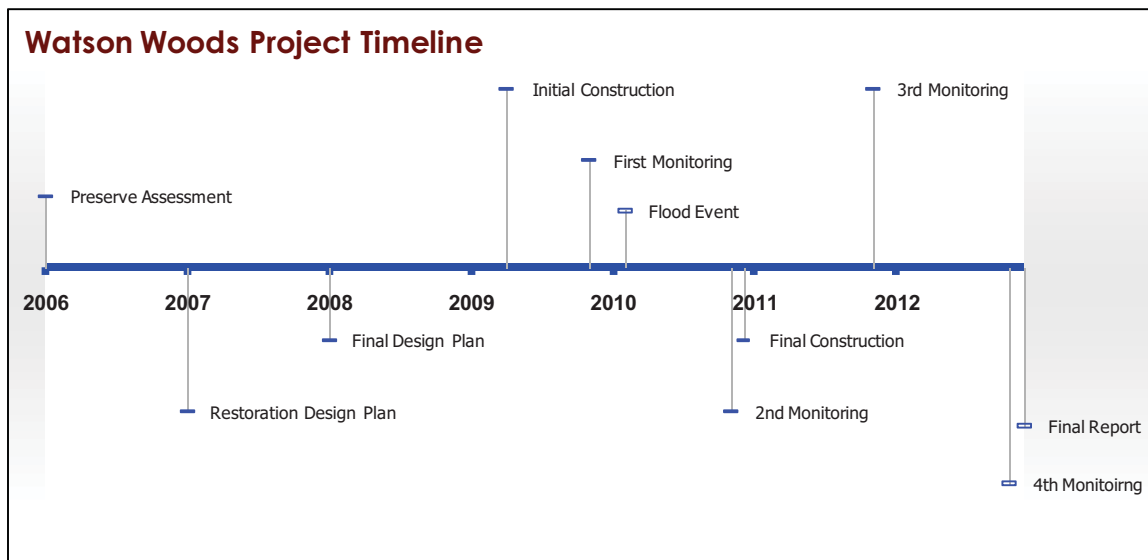 Watson Woods Project Timeline
Initial Construction
3rd Monitoring
First Monitoring
Preserve Assessment
Flood Event
2006
2007
2008
2009
2010
2011
2012
Final Design Plan
Final Construction
Restoration Design Plan
2nd Monitoring
Final Report
4th Monitoirng